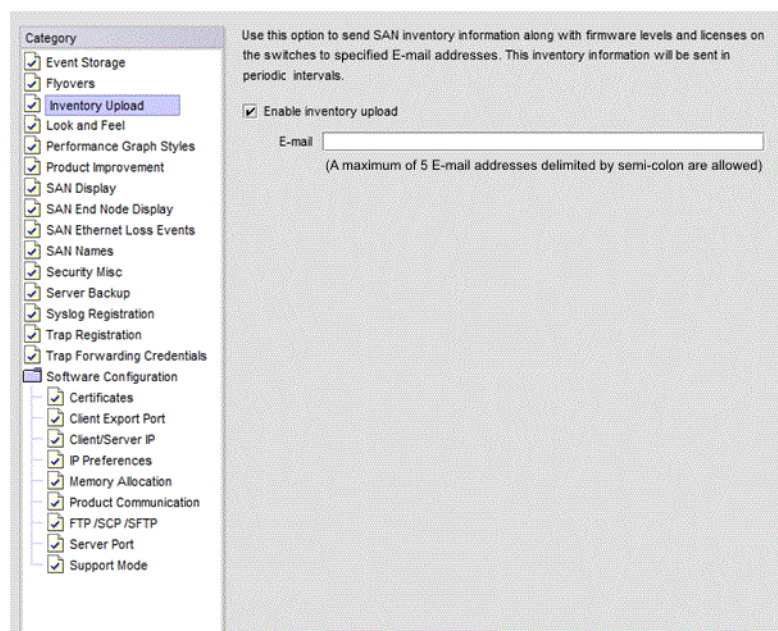 Category
Event Storage
Flyovers
Inventory Upload
Look and Feel
Performance Graph Styles
Product Improvement
SAN Display
SAN End Node Display
SAN Ethernet Loss Events
SAN Names
Security Misc
Server Backup
Syslog Registration
Trap Registration
Trap Forwarding Credentials
Software Configuration
Certificates
Client Export Port
Client/Server IP
IP Preferences
Memory Allocation
Product Communication
FTP /SCP /SFTP
Server Port
Support Mode
Use this option to send SAN inventory information along with firmware levels and licenses on
the switches to specified E-mail addresses. This inventory information will be sent in
periodic intervals.
Enable inventory upload
E-mail
(A maximum of 5 E-mail addresses delimited by semi-colon are allowed)